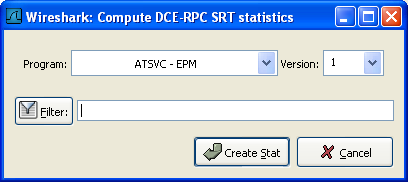 Wireshark: Compute DCE-RPC SRT statistics
Program: ATSVC - EPM Version: 1
Filter:
Create Stat Cancel